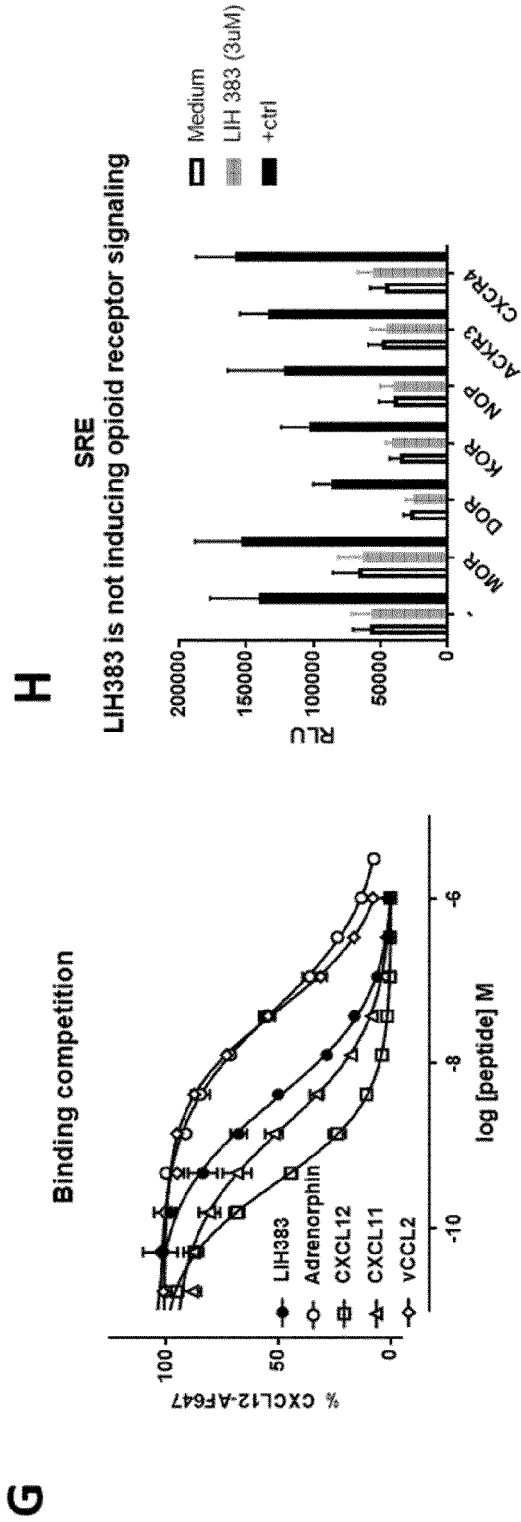 G
Binding competition
% CXCL12-AF647
100
50
0
-10
-8
-6
log [peptide] M
LIH383
Adrenorphin
CXCL12
CXCL11
vCCL2
H
SRE
LIH383 is not inducing opioid receptor signaling
RLU
200000
150000
100000
50000
0
-
MOR
DOR
KOR
NOP
ACKR3
CXCR4
Medium
LIH 383 (3uM)
+ctrl